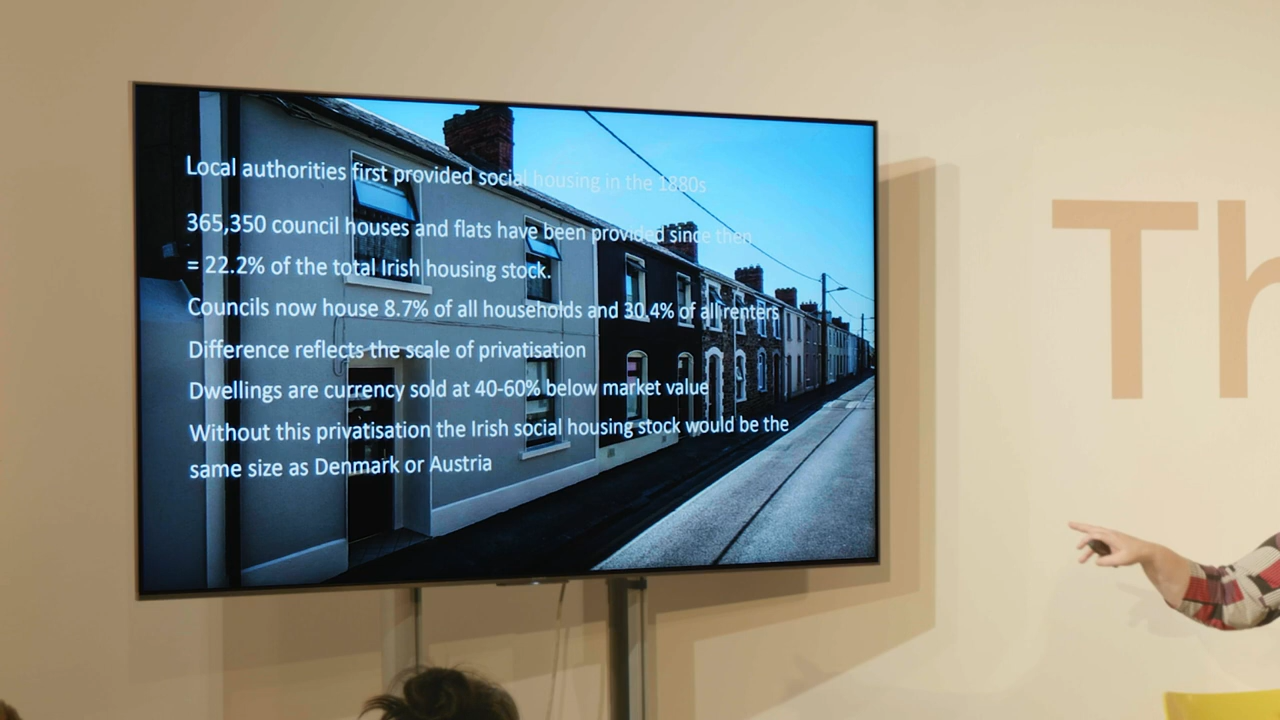 Local authorities first provided social housing in the 1880s
365,350 council houses and flats have been provided since then
= 22.2% of the total Irish housing stock.
Councils now house 8.7% of all households and 30.4% of all renters
Difference reflects the scale of privatisation
Dwellings are currency sold at 40-60% below market value
Without this privatisation the Irish social housing stock would be the
same size as Denmark or Austria
Th